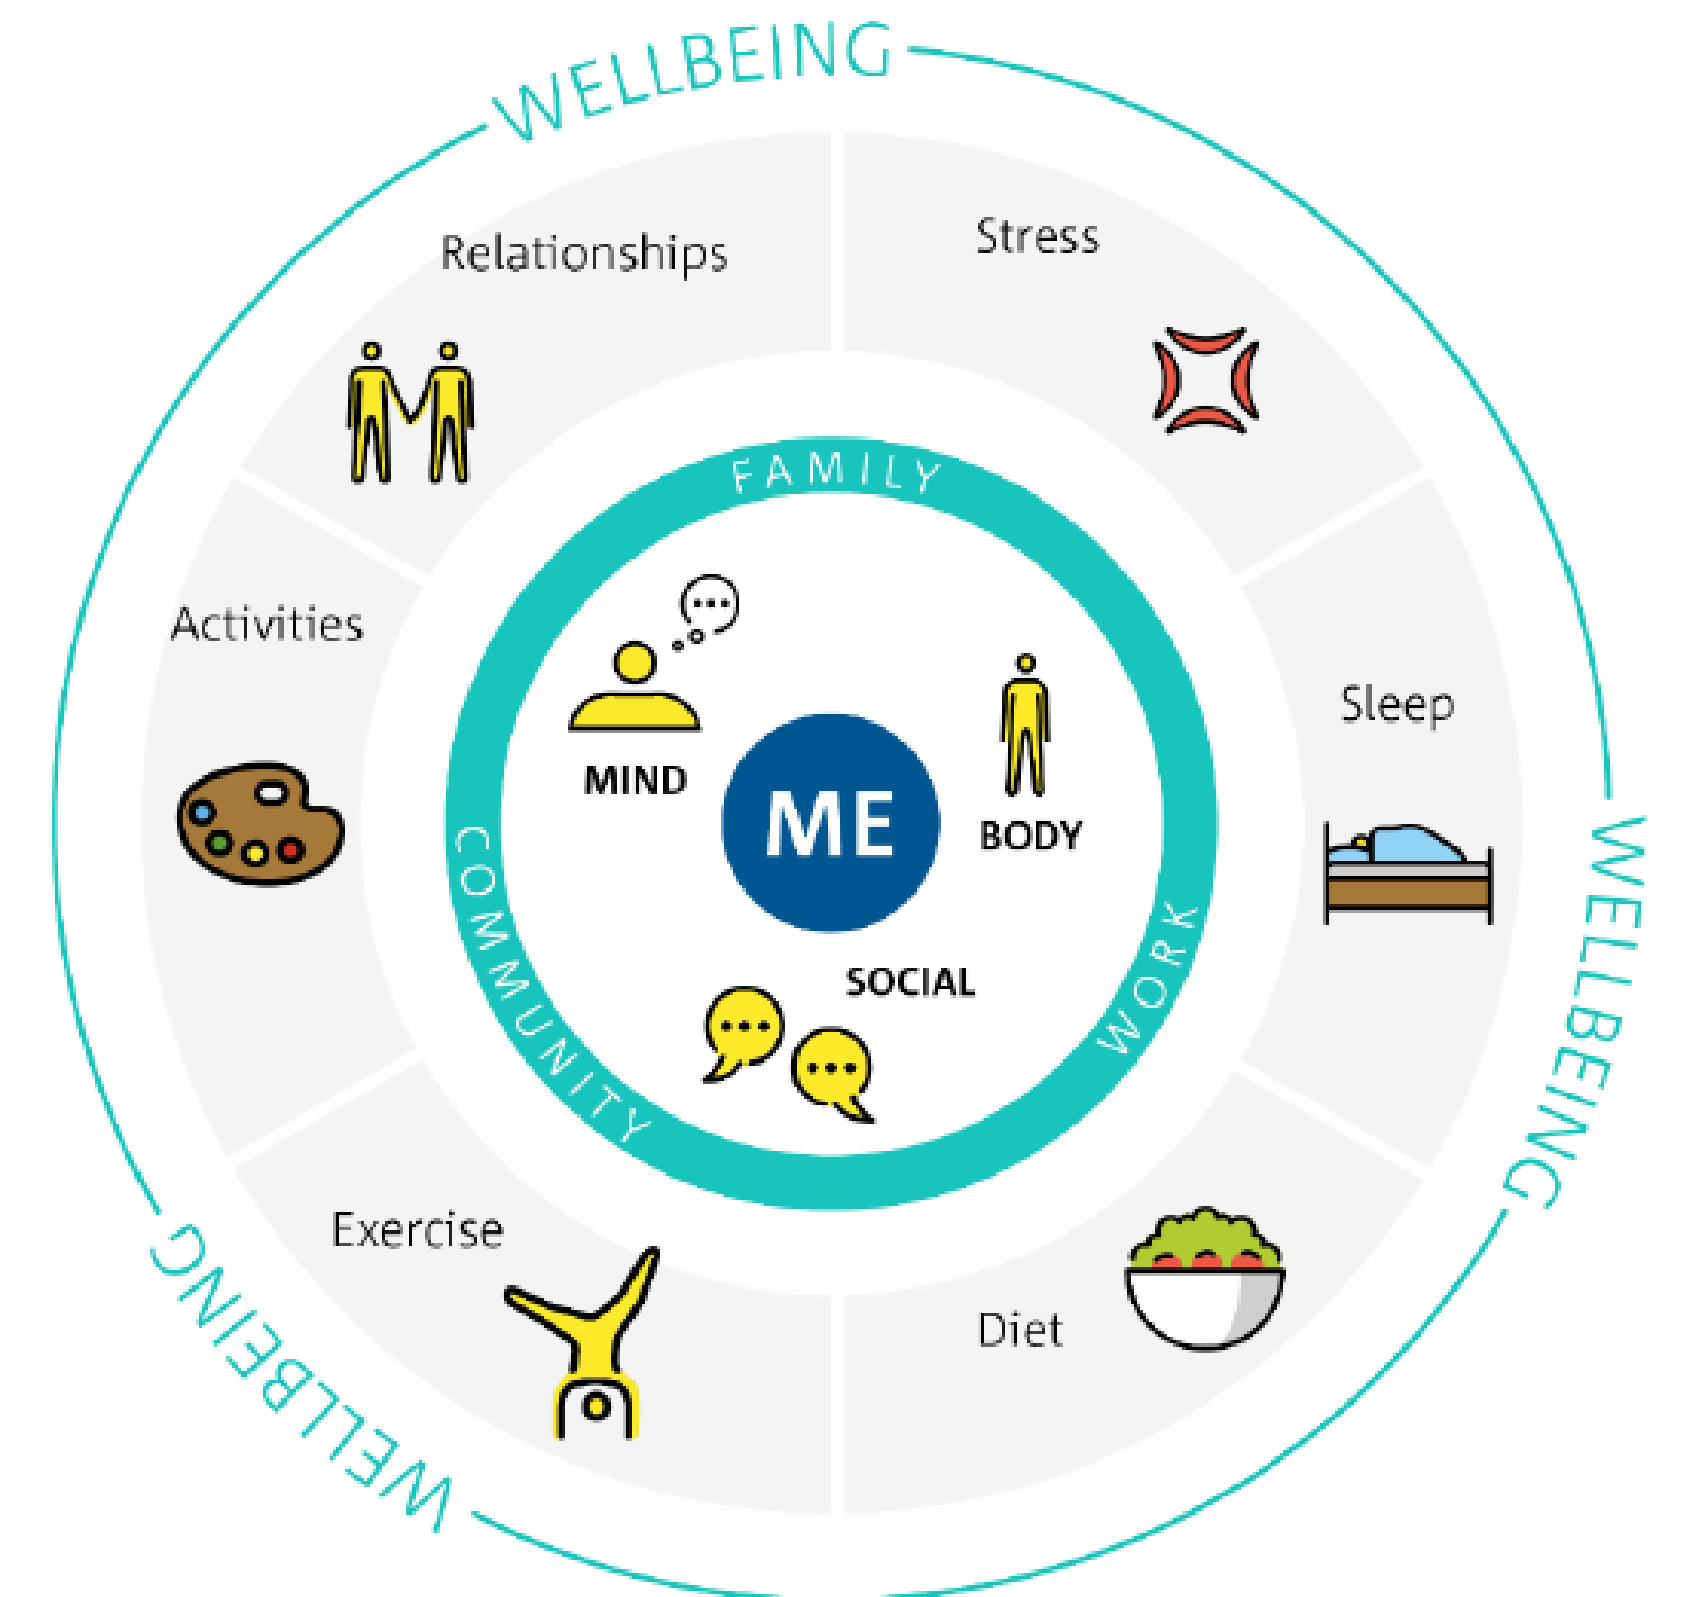 WELLBEING
Relationships
Stress
FAMILY
Activities
Sleep
MIND
ME
BODY
COMMUNITY
WORK
SOCIAL
WELLBEING
Exercise
Diet
WELLBEING